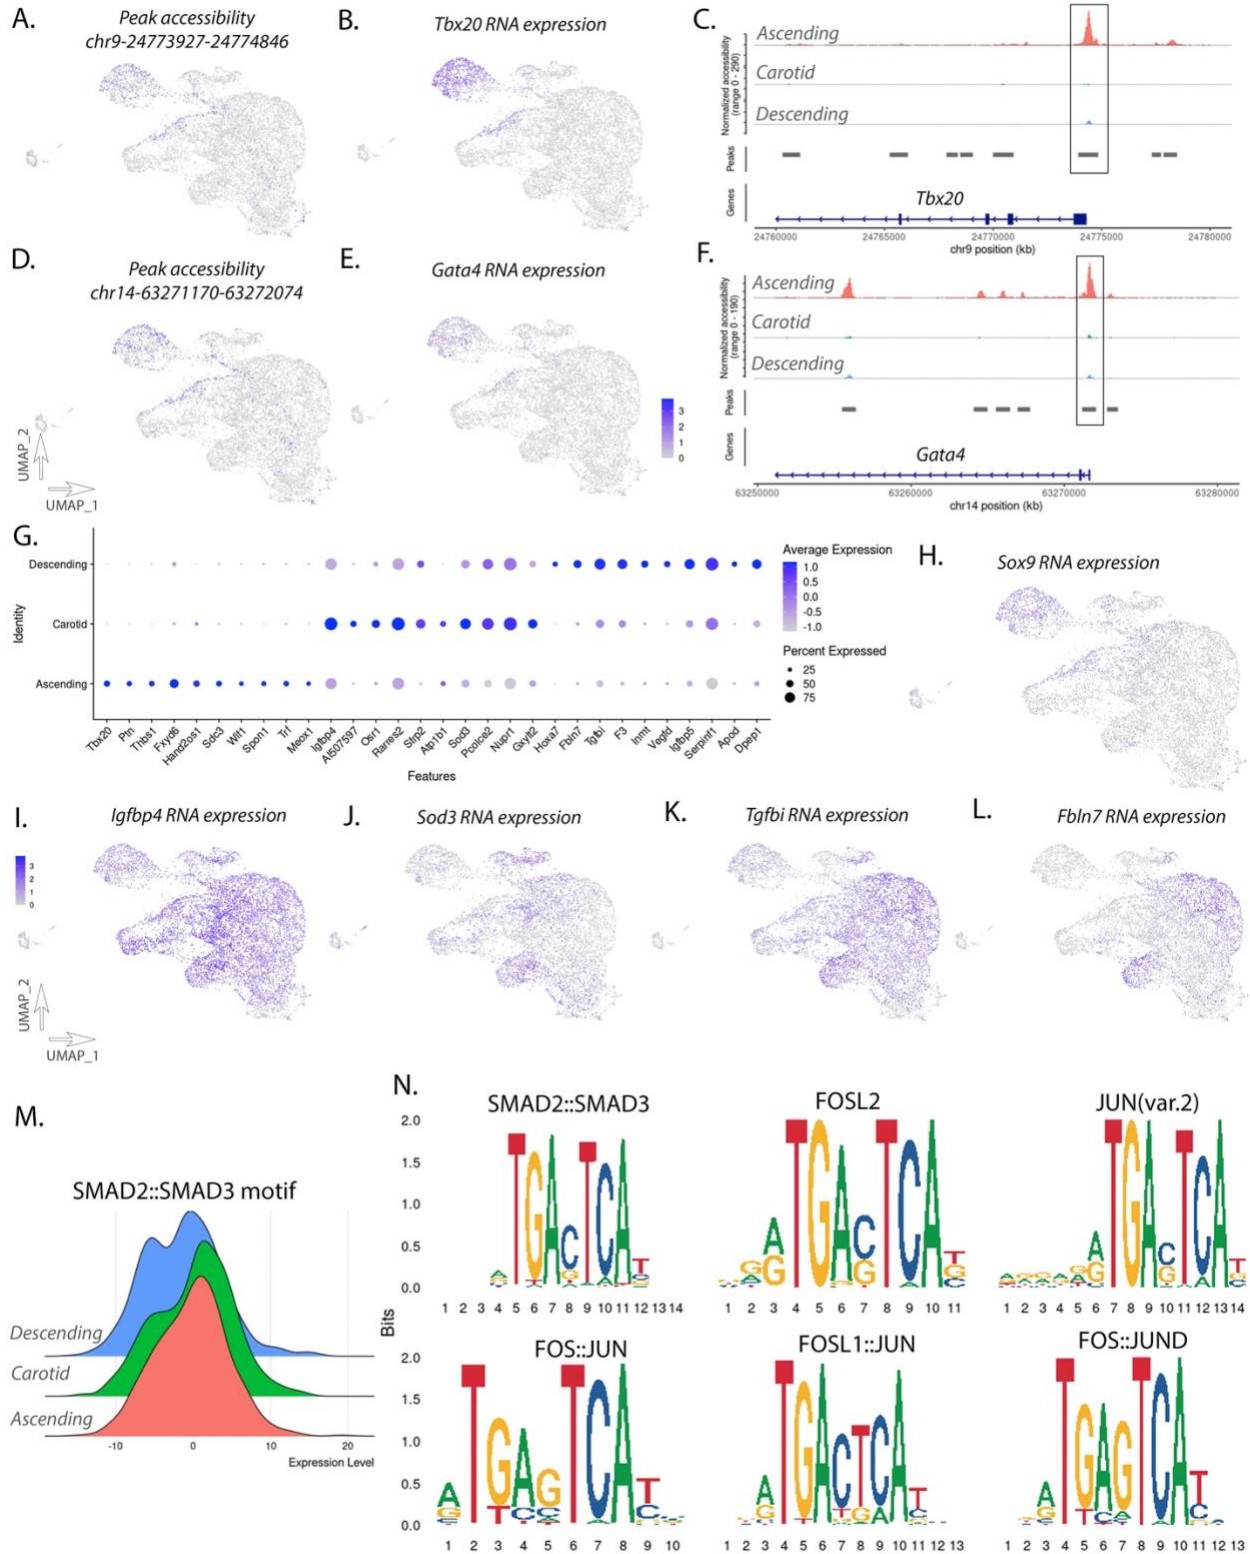 A.
Peak accessibility
chr9-24773927-24774846
B.
Tbx20 RNA expression
C.
Normalized accessibility
(range 0 - 290)
Ascending
Carotid
Descending
Peaks
Genes
Tbx20
24760000 24765000 24770000 24775000 24780000
chr9 position (kb)
D.
Peak accessibility
chr14-63271170-63272074
UMAP_2
UMAP_1
E.
Gata4 RNA expression
3
2
1
0
F.
Normalized accessibility
(range 0 - 190)
Ascending
Carotid
Descending
Peaks
Genes
Gata4
63250000 63260000 63270000 63280000
chr14 position (kb)
G.
Identity
Descending
Carotid
Ascending
Tbx20 Ptn Thbs1 Fxyd6 Hand2os1 Sdc3 Wif1 Spon1 Trf Meox1 Igfbp4 AI507597 Osr1 Rarres2 Sfrp2 Atp1b1 Sod3 Pcolce2 Nupr1 Gxylt2 Hoxa7 Fbln7 Tgfbi F3 Inmt Vegfd Igfbp5 Serpinf1 Apod Dpep1
Features
Average Expression
1.0
0.5
0.0
-0.5
-1.0
Percent Expressed
25
50
75
H.
Sox9 RNA expression
I.
Igfbp4 RNA expression
3
2
1
0
UMAP_2
UMAP_1
J.
Sod3 RNA expression
K.
Tgfbi RNA expression
L.
Fbln7 RNA expression
M.
SMAD2::SMAD3 motif
Descending
Carotid
Ascending
-10 0 10 20
Expression Level
N.
Bits
SMAD2::SMAD3
2.0
1.5
1.0
0.5
0.0
1 2 3 4 5 6 7 8 9 10 11 12 13 14
FOSL2
1 2 3 4 5 6 7 8 9 10 11
JUN(var.2)
1 2 3 4 5 6 7 8 9 10 11 12 13 14
FOS::JUN
2.0
1.5
1.0
0.5
0.0
1 2 3 4 5 6 7 8 9 10
FOSL1::JUN
1 2 3 4 5 6 7 8 9 10 11 12 13
FOS::JUND
1 2 3 4 5 6 7 8 9 10 11 12 13